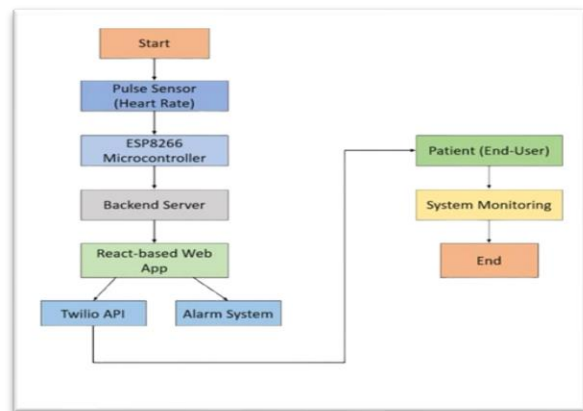 Start
Pulse Sensor
(Heart Rate)
ESP8266
Microcontroller
Backend Server
React-based Web
App
Twilio API
Alarm System
Patient (End-User)
System Monitoring
End